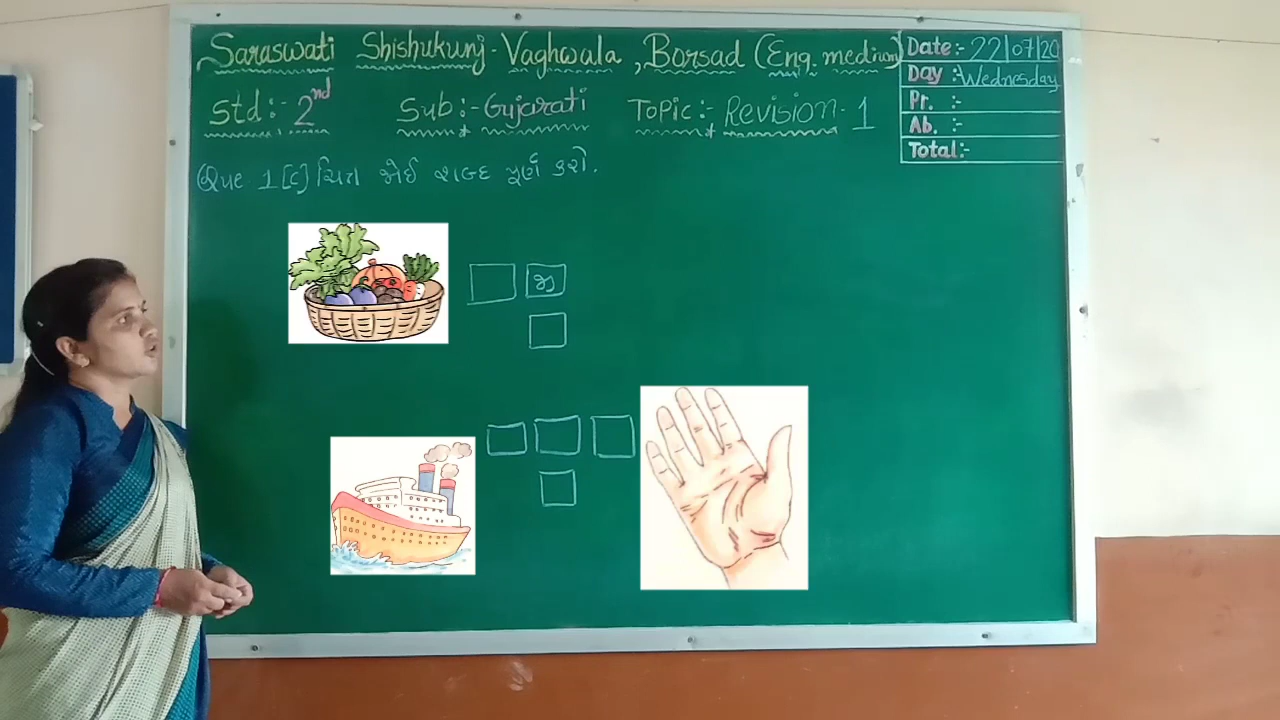 Saraswati Shishukunj - Vaghwala, Borsad (Eng. medium)
Std :- 2nd Sub :- Gujarati Topic :- Revision - 1
Date:- 22/07/20
Day :- Wednesday
Pr. :-
Ab. :-
Total:-
1 [C] ચિત્ર જોઈ શબ્દ પૂર્ણ કરો.
જી